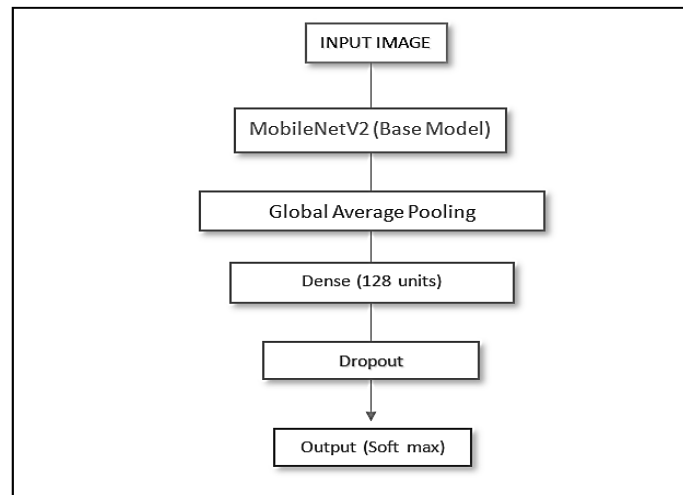 INPUT IMAGE
MobileNetV2 (Base Model)
Global Average Pooling
Dense (128 units)
Dropout
Output (Soft max)